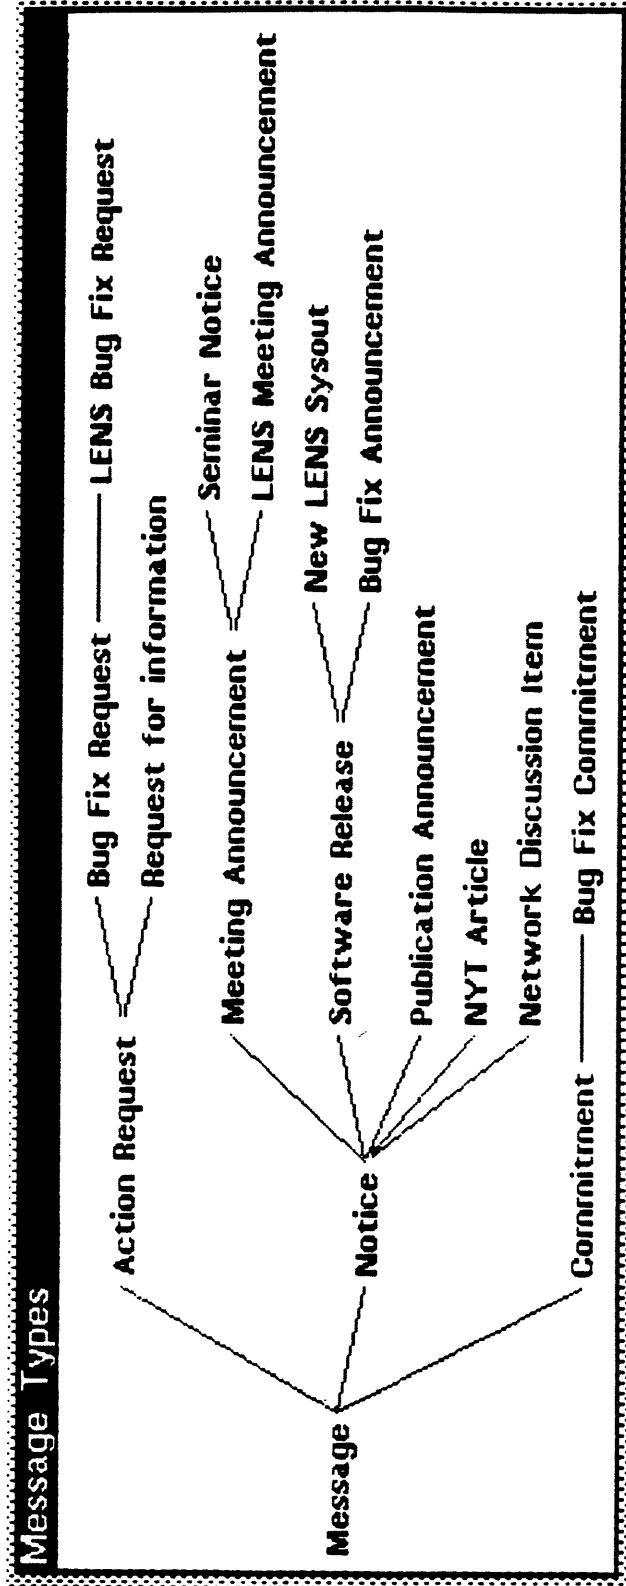 Message Types
Message
Action Request
Bug Fix Request
LENS Bug Fix Request
Request for information
Notice
Meeting Announcement
Seminar Notice
LENS Meeting Announcement
Software Release
New LENS Sysout
Bug Fix Announcement
Publication Announcement
NYT Article
Network Discussion Item
Commitment
Bug Fix Commitment